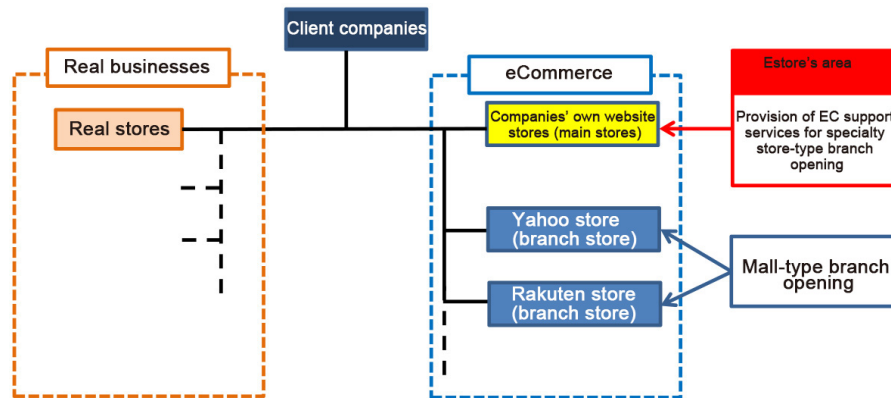 Client companies
Real businesses
eCommerce
Estore's area
Real stores
Companies' own website
stores (main stores)
Provision of EC support
services for specialty
store-type branch
opening
Yahoo store
(branch store)
Mall-type branch
opening
Rakuten store
(branch store)